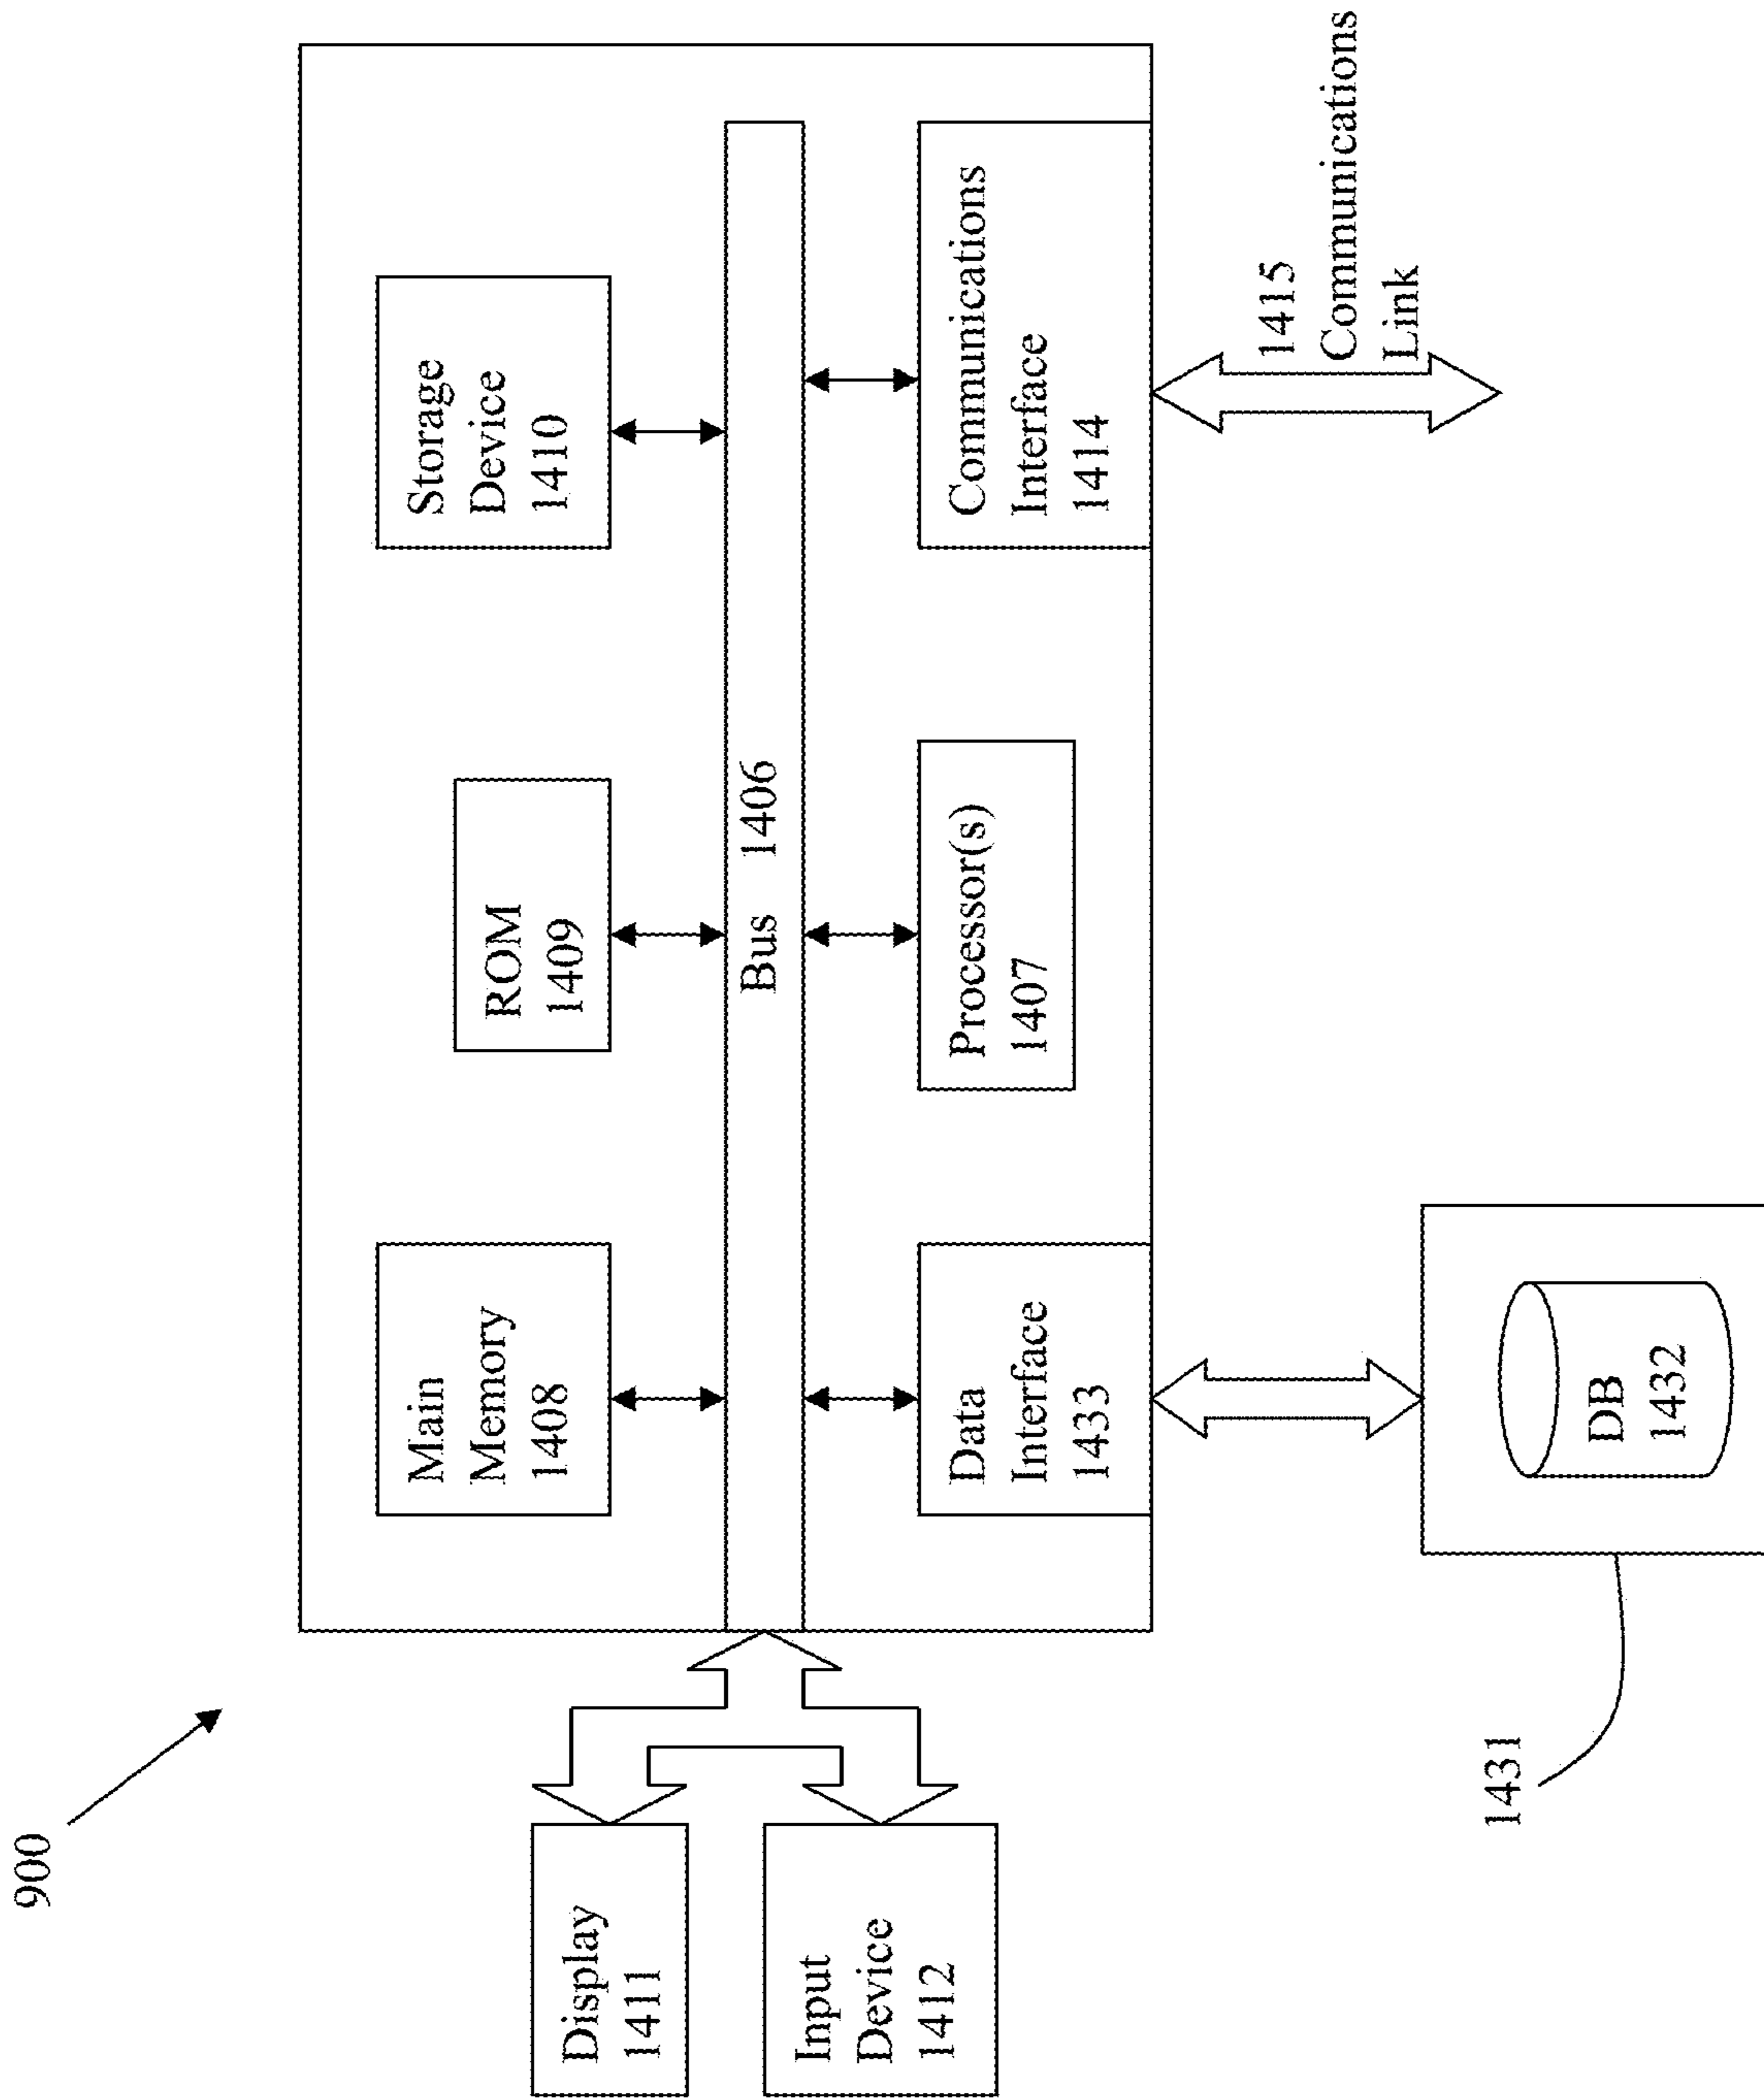 900
Main
Memory
1408
ROM
1409
Storage
Device
1410
Display
1411
Bus 1406
Input
Device
1412
Data
Interface
1433
Processor(s)
1407
Communications
Interface
1414
1415
Communications
Link
1431
DB
1432